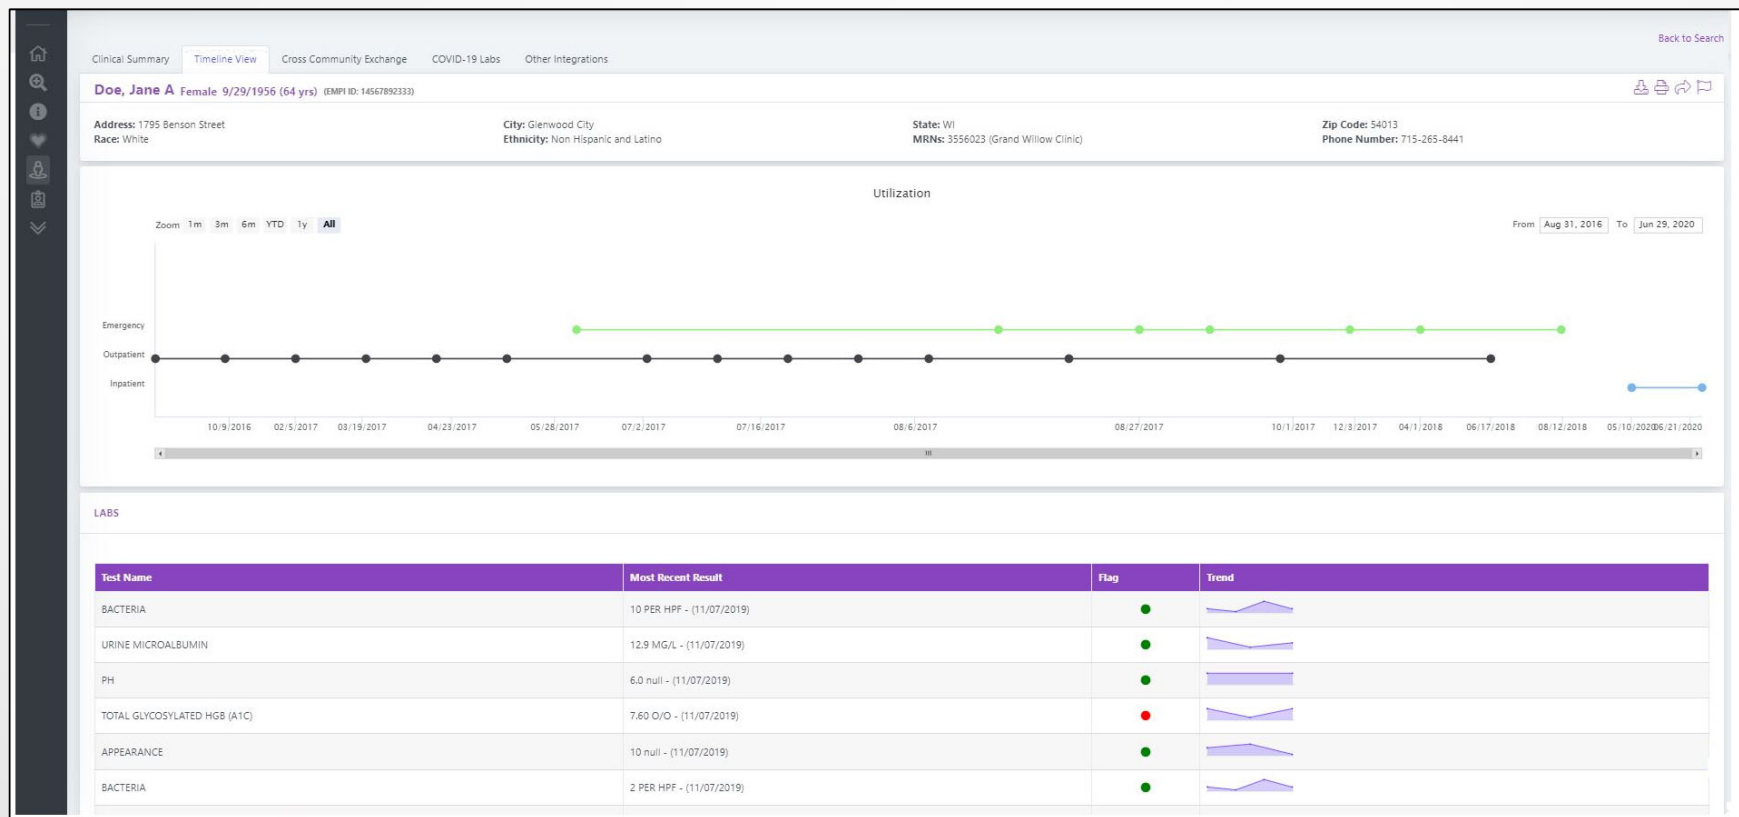 Back to Search
Clinical Summary Timeline View Cross Community Exchange COVID-19 Labs Other Integrations
Doe, Jane A Female 9/29/1956 (64 yrs) (EMPI ID: 14567892333)
Address: 1795 Benson Street City: Glenwood City State: WI Zip Code: 54013
Race: White Ethnicity: Non Hispanic and Latino MRNs: 3556023 (Grand Willow Clinic) Phone Number: 715-265-8441
Utilization
Zoom 1m 3m 6m YTD 1y All From Aug 31, 2016 To Jun 29, 2020
Emergency
Outpatient
Inpatient
10/9/2016 02/5/2017 03/19/2017 04/23/2017 05/28/2017 07/2/2017 07/16/2017 08/6/2017 08/27/2017 10/1/2017 12/3/2017 04/1/2018 06/17/2018 08/12/2018 05/10/2020 06/21/2020
LABS
Test Name Most Recent Result Flag Trend
BACTERIA 10 PER HPF - (11/07/2019)
URINE MICROALBUMIN 12.9 MG/L - (11/07/2019)
PH 6.0 null - (11/07/2019)
TOTAL GLYCOSYLATED HGB (A1C) 7.60 O/O - (11/07/2019)
APPEARANCE 10 null - (11/07/2019)
BACTERIA 2 PER HPF - (11/07/2019)